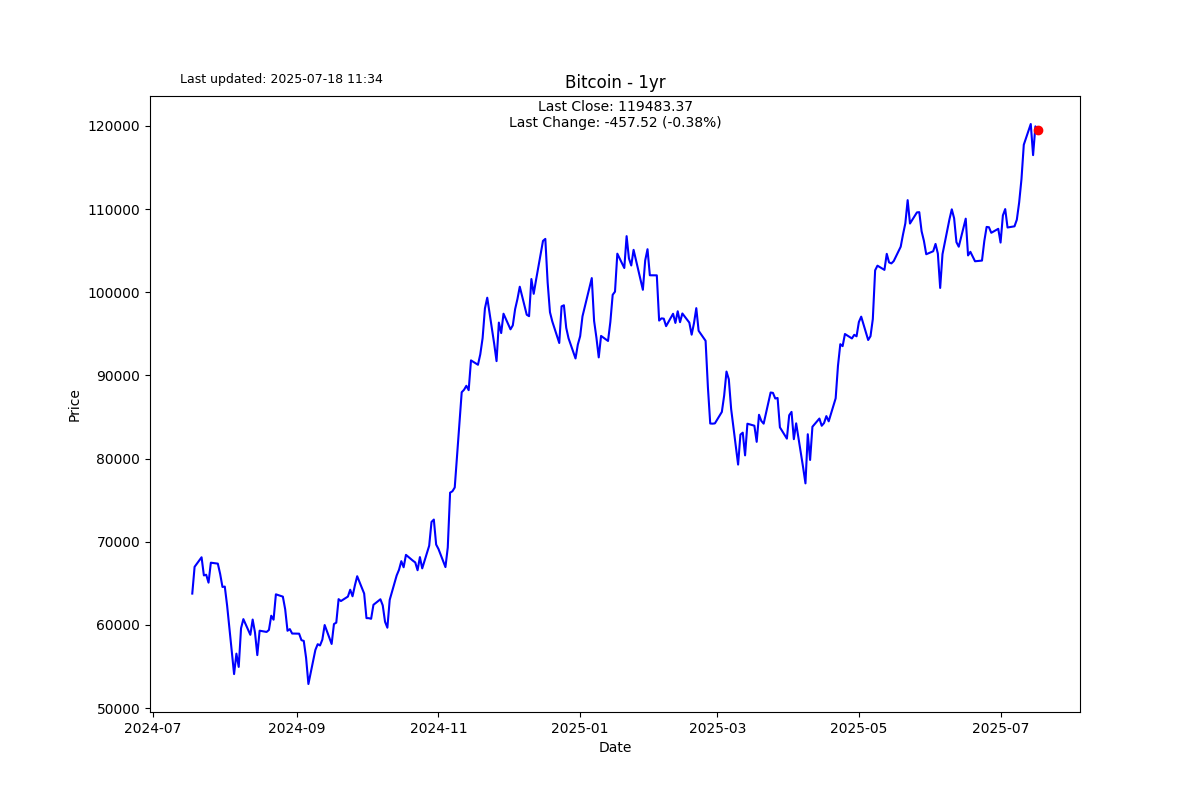 Last updated: 2025-07-18 11:34
Bitcoin - 1yr
Last Close: 119483.37
Last Change: -457.52 (-0.38%)
120000
110000
100000
90000
80000
70000
60000
50000
Price
2024-07
2024-09
2024-11
2025-01
2025-03
2025-05
2025-07
Date